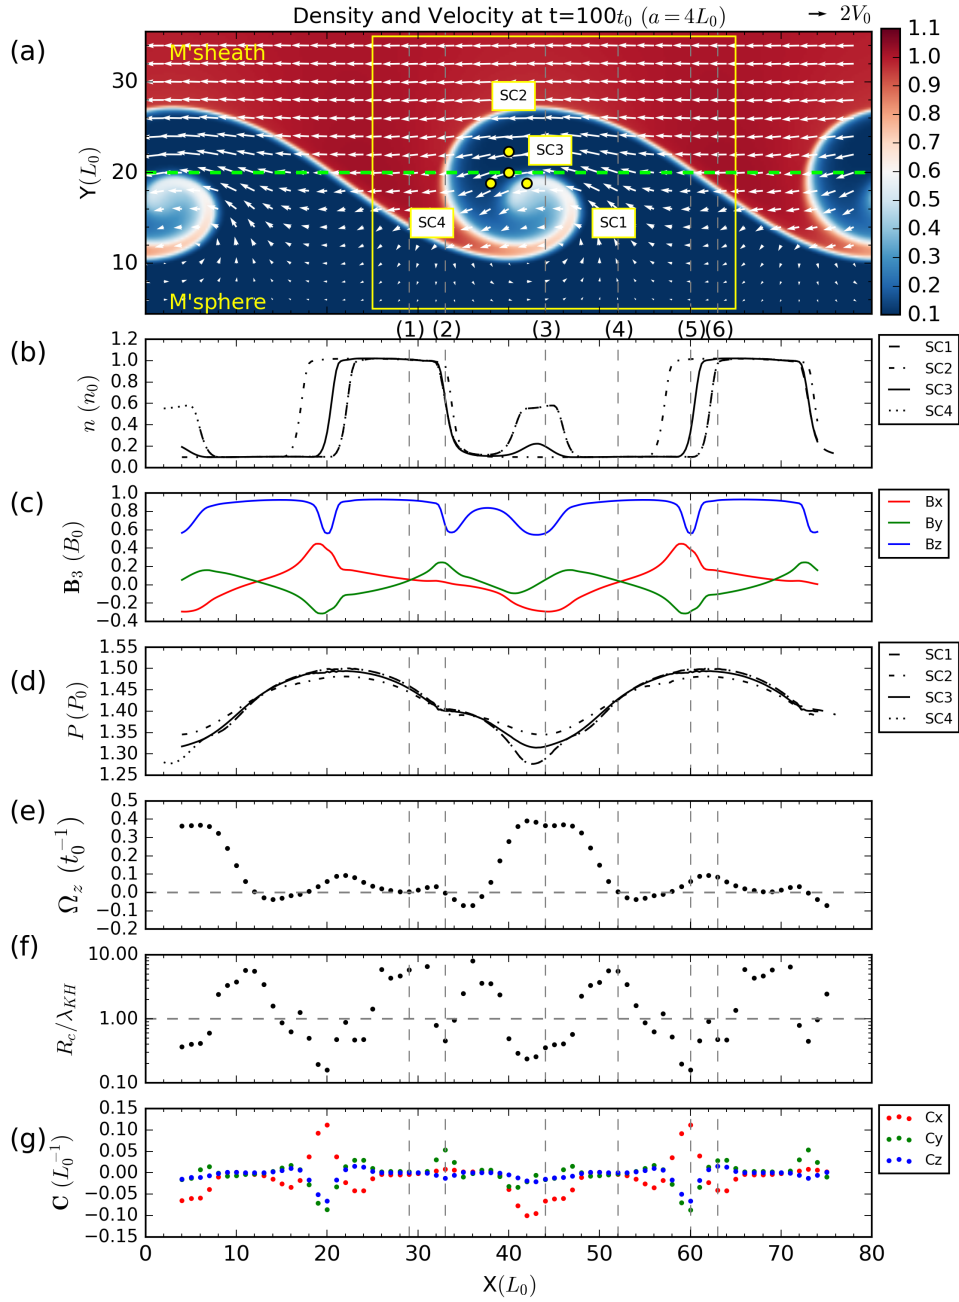 Density and Velocity at t=100t₀ (a=4L₀)
2V₀
(a)
M'sheath
SC2
SC3
SC4
SC1
M'sphere
Y(L₀)
30
20
10
1.1
1.0
0.9
0.8
0.7
0.6
0.5
0.4
0.3
0.2
0.1
(1) (2) (3) (4) (5) (6)
(b)
n (n₀)
1.2
1.0
0.8
0.6
0.4
0.2
0.0
SC1
SC2
SC3
SC4
(c)
B₃ (B₀)
1.0
0.8
0.6
0.4
0.2
0.0
−0.2
−0.4
Bx
By
Bz
(d)
P (P₀)
1.55
1.50
1.45
1.40
1.35
1.30
1.25
SC1
SC2
SC3
SC4
(e)
Ω_z (t₀⁻¹)
0.5
0.4
0.3
0.2
0.1
0.0
−0.1
−0.2
(f)
R_c/λ_KH
10.00
1.00
0.10
(g)
C (L₀⁻¹)
0.15
0.10
0.05
0.00
−0.05
−0.10
−0.15
Cx
Cy
Cz
0 10 20 30 40 50 60 70 80
X(L₀)